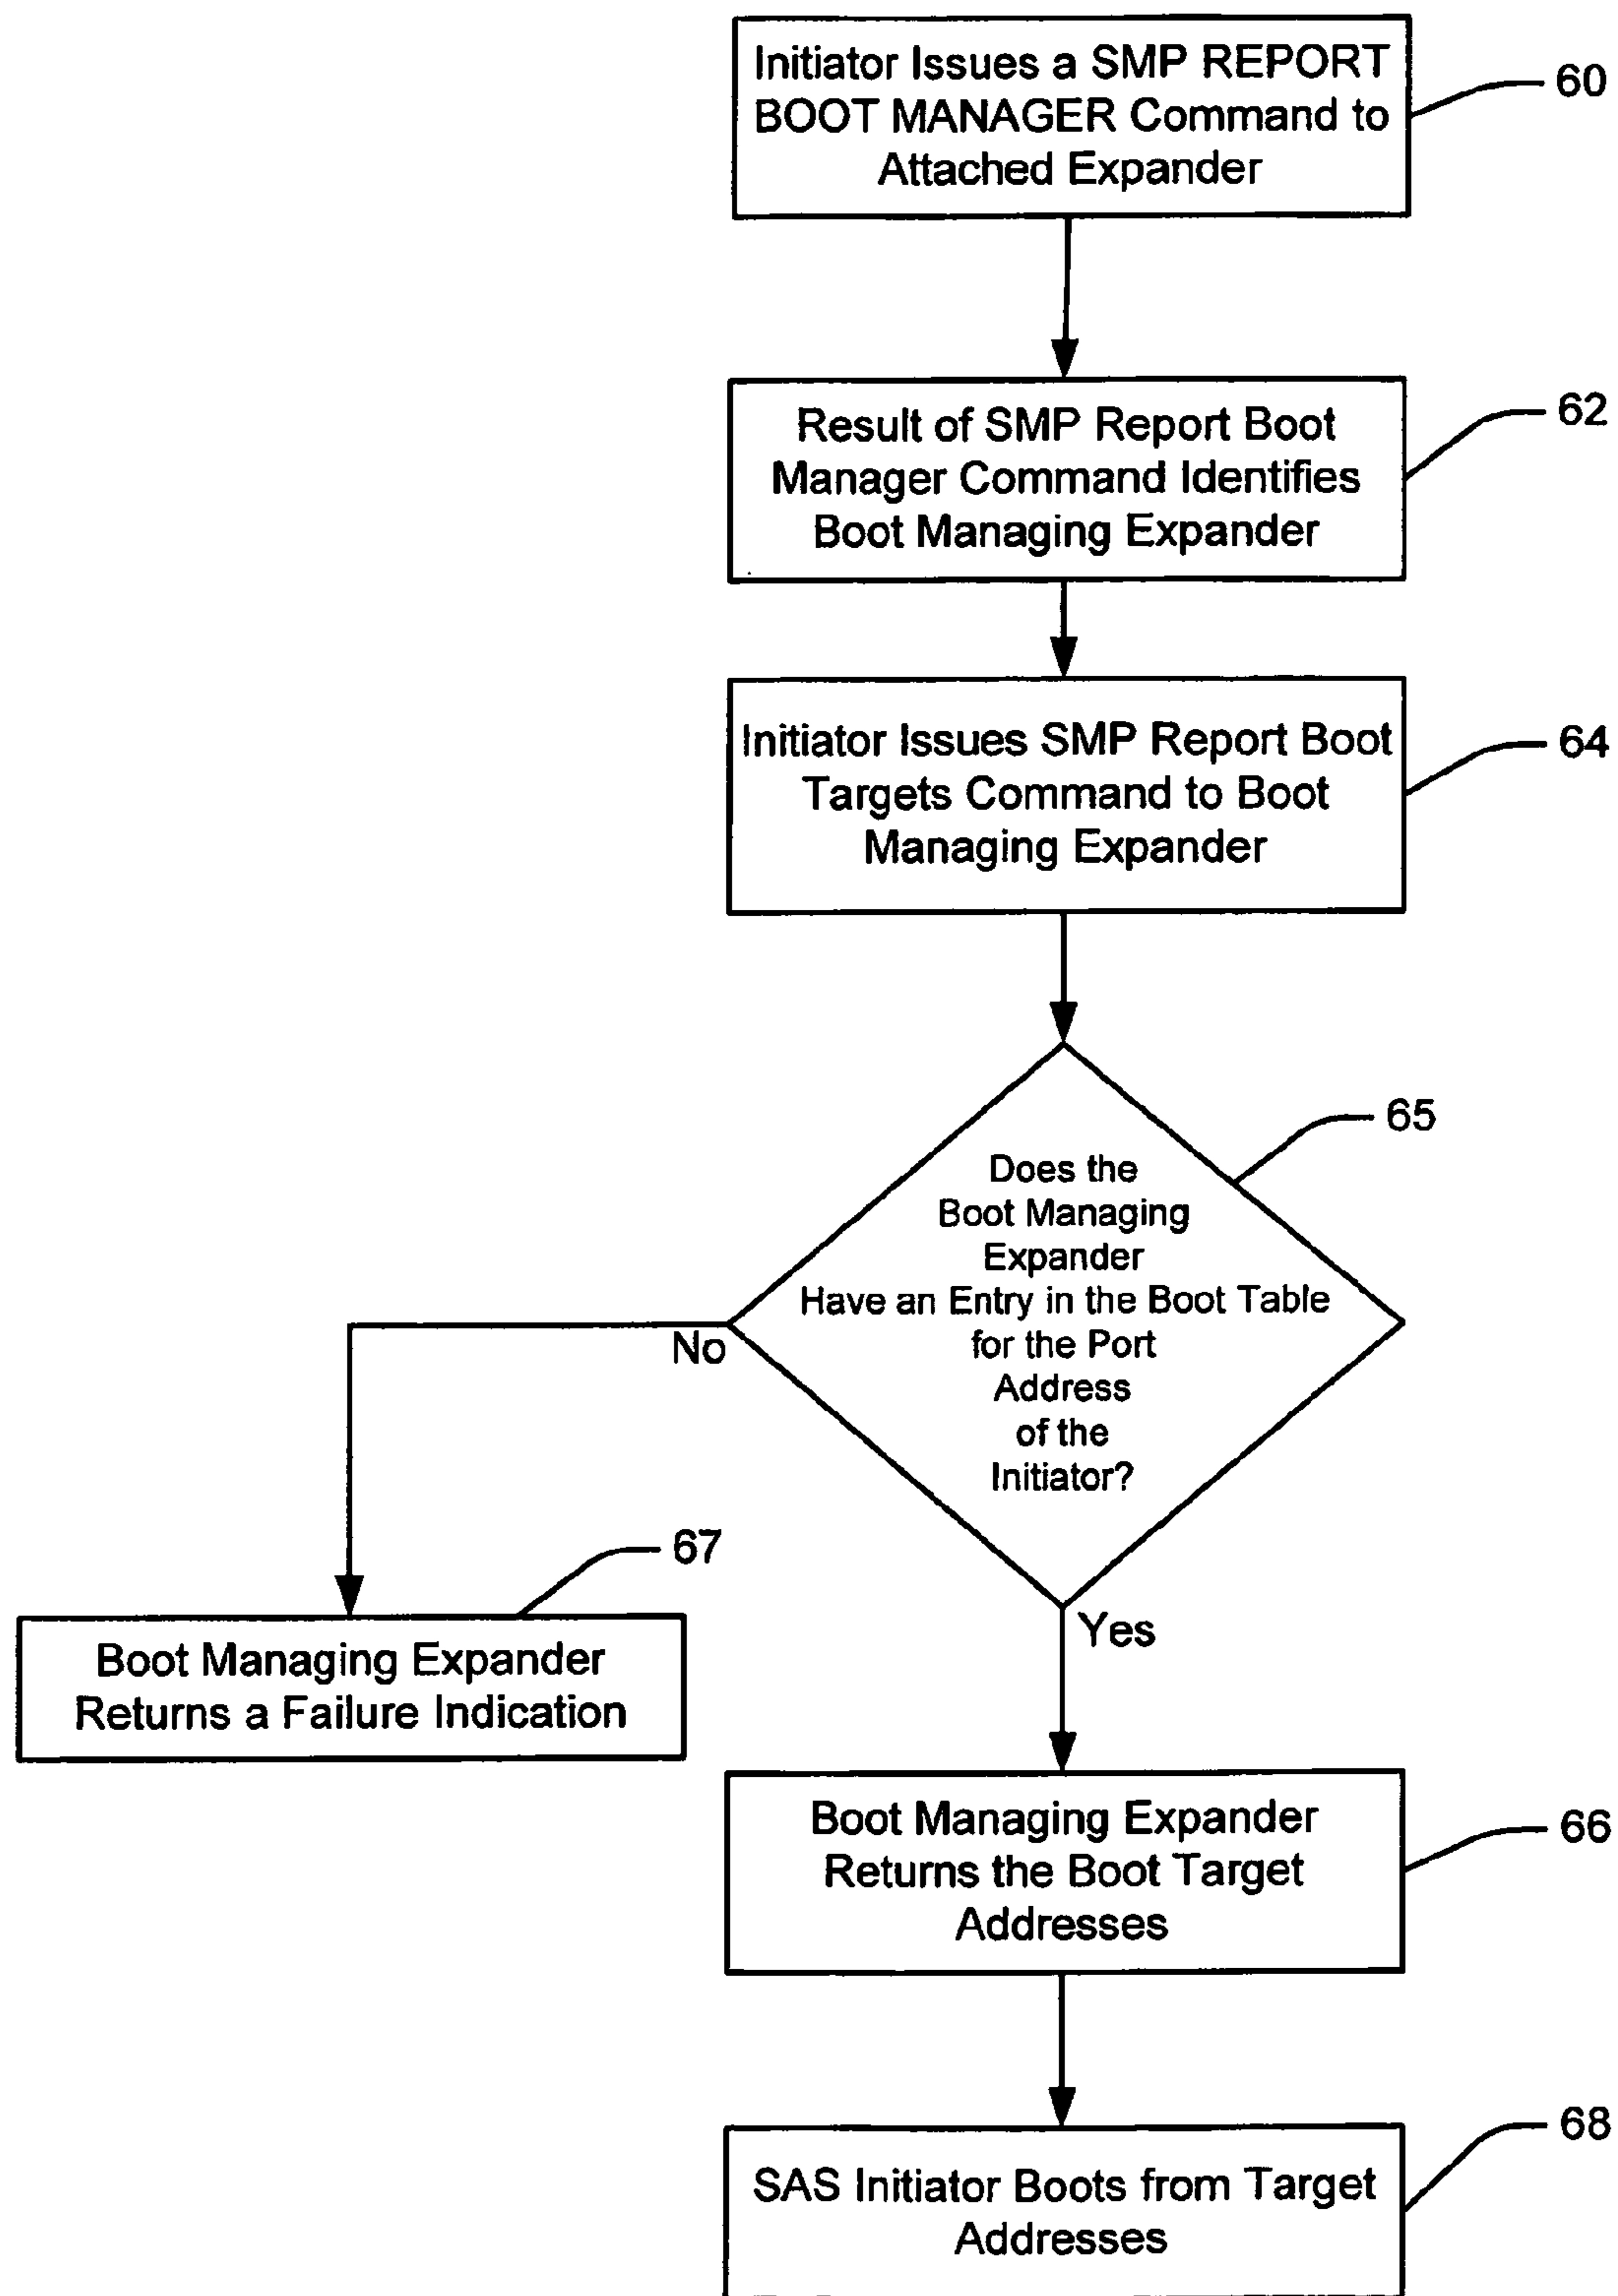 Initiator Issues a SMP REPORT
BOOT MANAGER Command to
Attached Expander
60
Result of SMP Report Boot
Manager Command Identifies
Boot Managing Expander
62
Initiator Issues SMP Report Boot
Targets Command to Boot
Managing Expander
64
65
Does the
Boot Managing
Expander
Have an Entry in the Boot Table
for the Port
Address
of the
Initiator?
No
67
Boot Managing Expander
Returns a Failure Indication
Yes
Boot Managing Expander
Returns the Boot Target
Addresses
66
SAS Initiator Boots from Target
Addresses
68